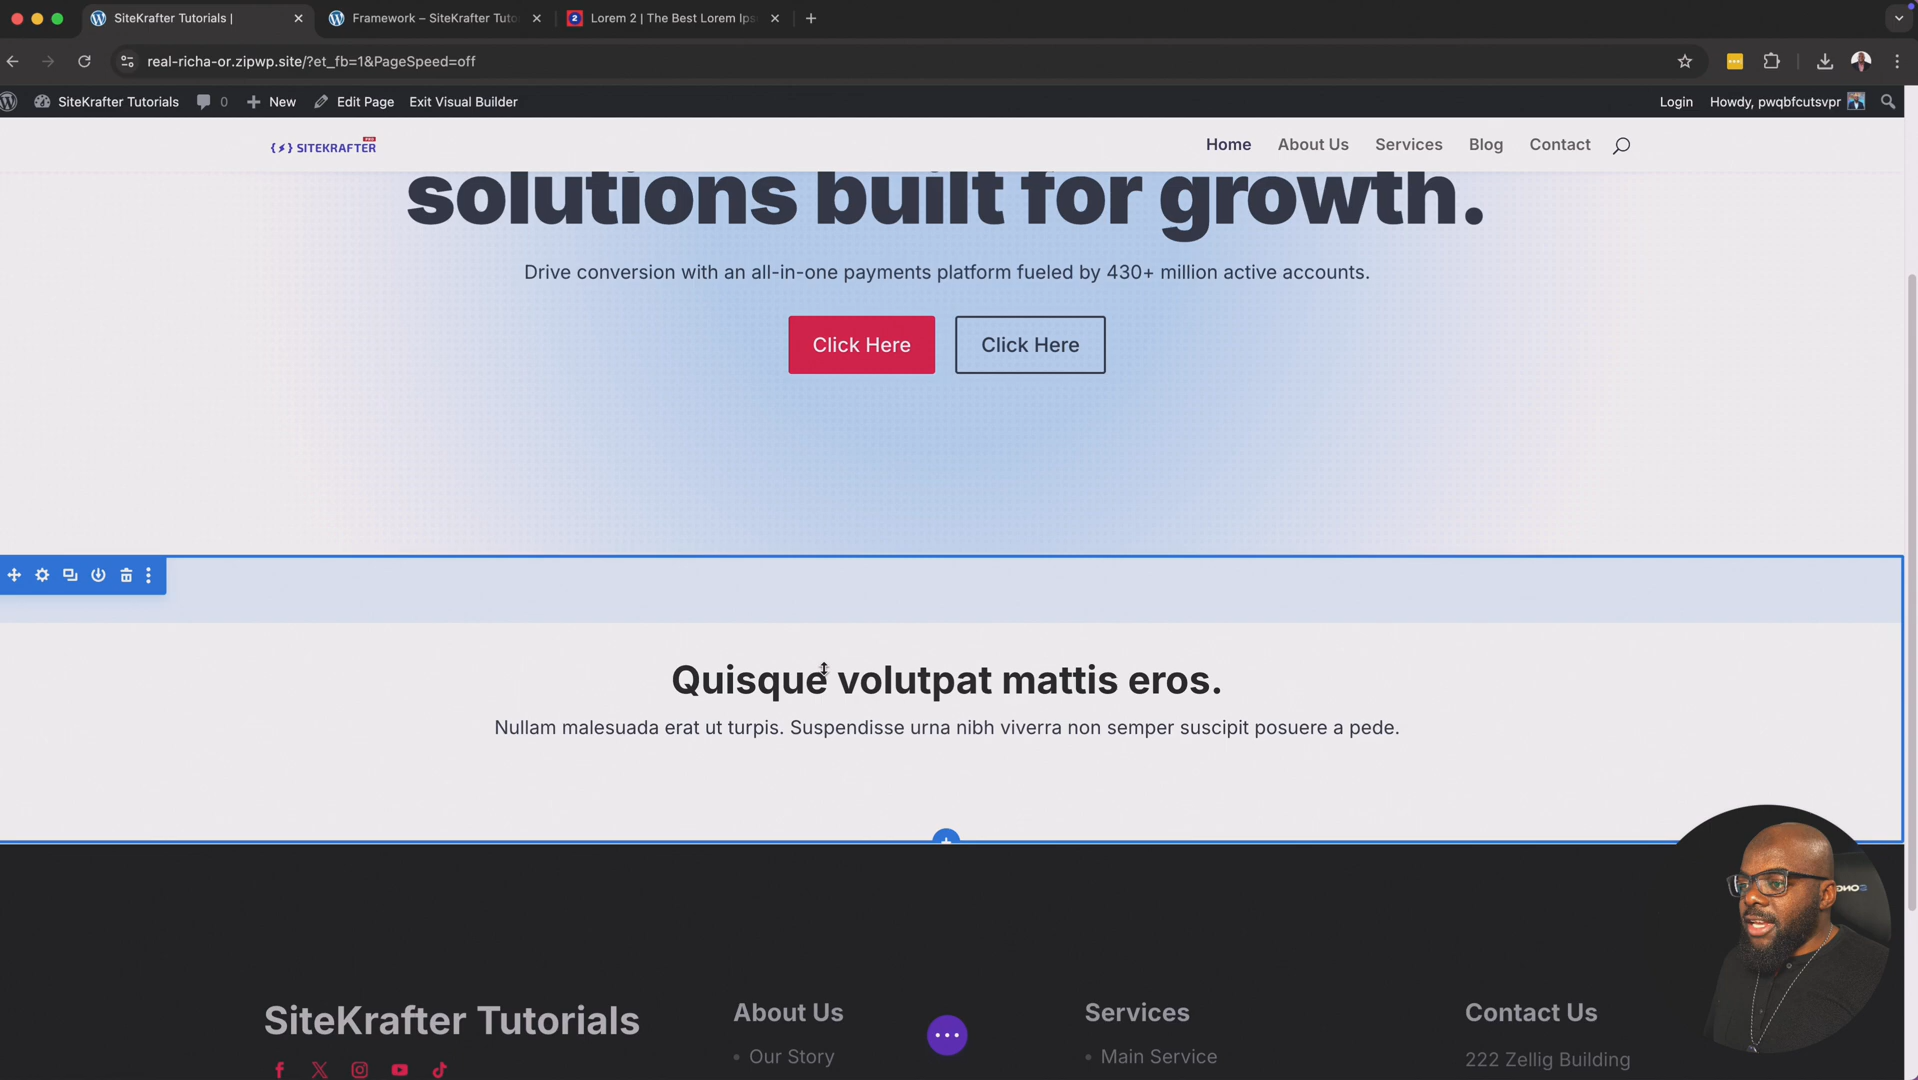 SiteKrafter Tutorials |
Framework – SiteKrafter Tuto
Lorem 2 | The Best Lorem Ips
real-richa-or.zipwp.site/?et_fb=1&PageSpeed=off
SiteKrafter Tutorials 0 New Edit Page Exit Visual Builder Login Howdy, pwqbfcutsvpr
{⚡} SITEKRAFTER PRO Home About Us Services Blog Contact
solutions built for growth.
Drive conversion with an all-in-one payments platform fueled by 430+ million active accounts.
Click Here Click Here
Quisque volutpat mattis eros.
Nullam malesuada erat ut turpis. Suspendisse urna nibh viverra non semper suscipit posuere a pede.
SiteKrafter Tutorials About Us Services Contact Us
• Our Story • Main Service 222 Zellig Building